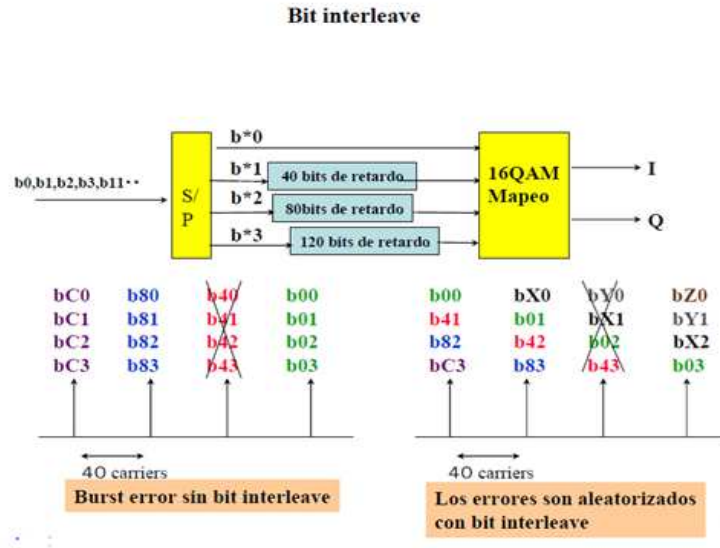 Bit interleave
b*0
b0,b1,b2,b3,b11··
S/
P
b*1
40 bits de retardo
b*2
80bits de retardo
b*3
120 bits de retardo
16QAM
Mapeo
I
Q
bC0 b80 b40 b00
bC1 b81 b41 b01
bC2 b82 b42 b02
bC3 b83 b43 b03
40 carriers
Burst error sin bit interleave
b00 bX0 bY0 bZ0
b41 b01 bX1 bY1
b82 b42 b02 bX2
bC3 b83 b43 b03
40 carriers
Los errores son aleatorizados
con bit interleave